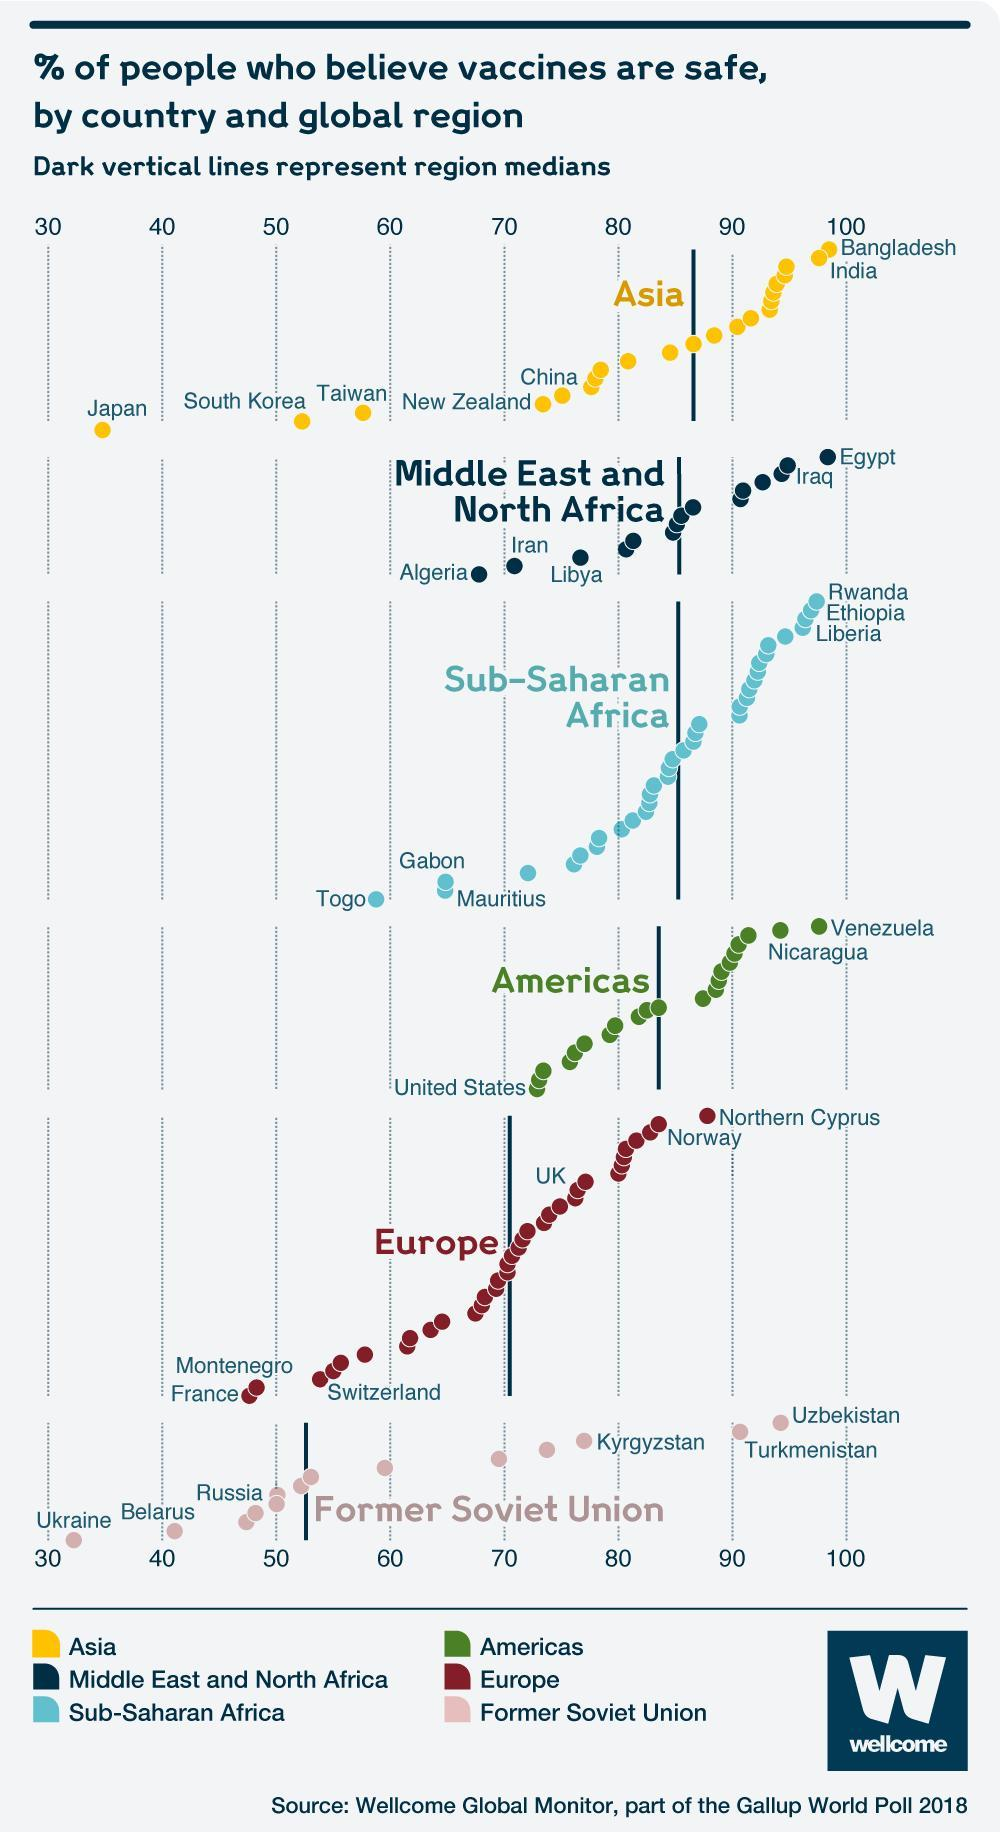 % of people who believe vaccines are safe,
by country and global region
Dark vertical lines represent region medians
30 40 50 60 70 80 90 100
Bangladesh
India
Asia
China
Taiwan
South Korea
New Zealand
Japan
Egypt
Middle East and
Iraq
North Africa
Iran
Algeria
Libya
Rwanda
Ethiopia
Liberia
Sub-Saharan
Africa
Gabon
Togo
Mauritius
Venezuela
Nicaragua
Americas
United States
Northern Cyprus
Norway
UK
Europe
Montenegro
France
Switzerland
Uzbekistan
Kyrgyzstan
Turkmenistan
Russia
Belarus
Former Soviet Union
Ukraine
30 40 50 60 70 80 90 100
Asia
Middle East and North Africa
Sub-Saharan Africa
Americas
Europe
Former Soviet Union
W
wellcome
Source: Wellcome Global Monitor, part of the Gallup World Poll 2018